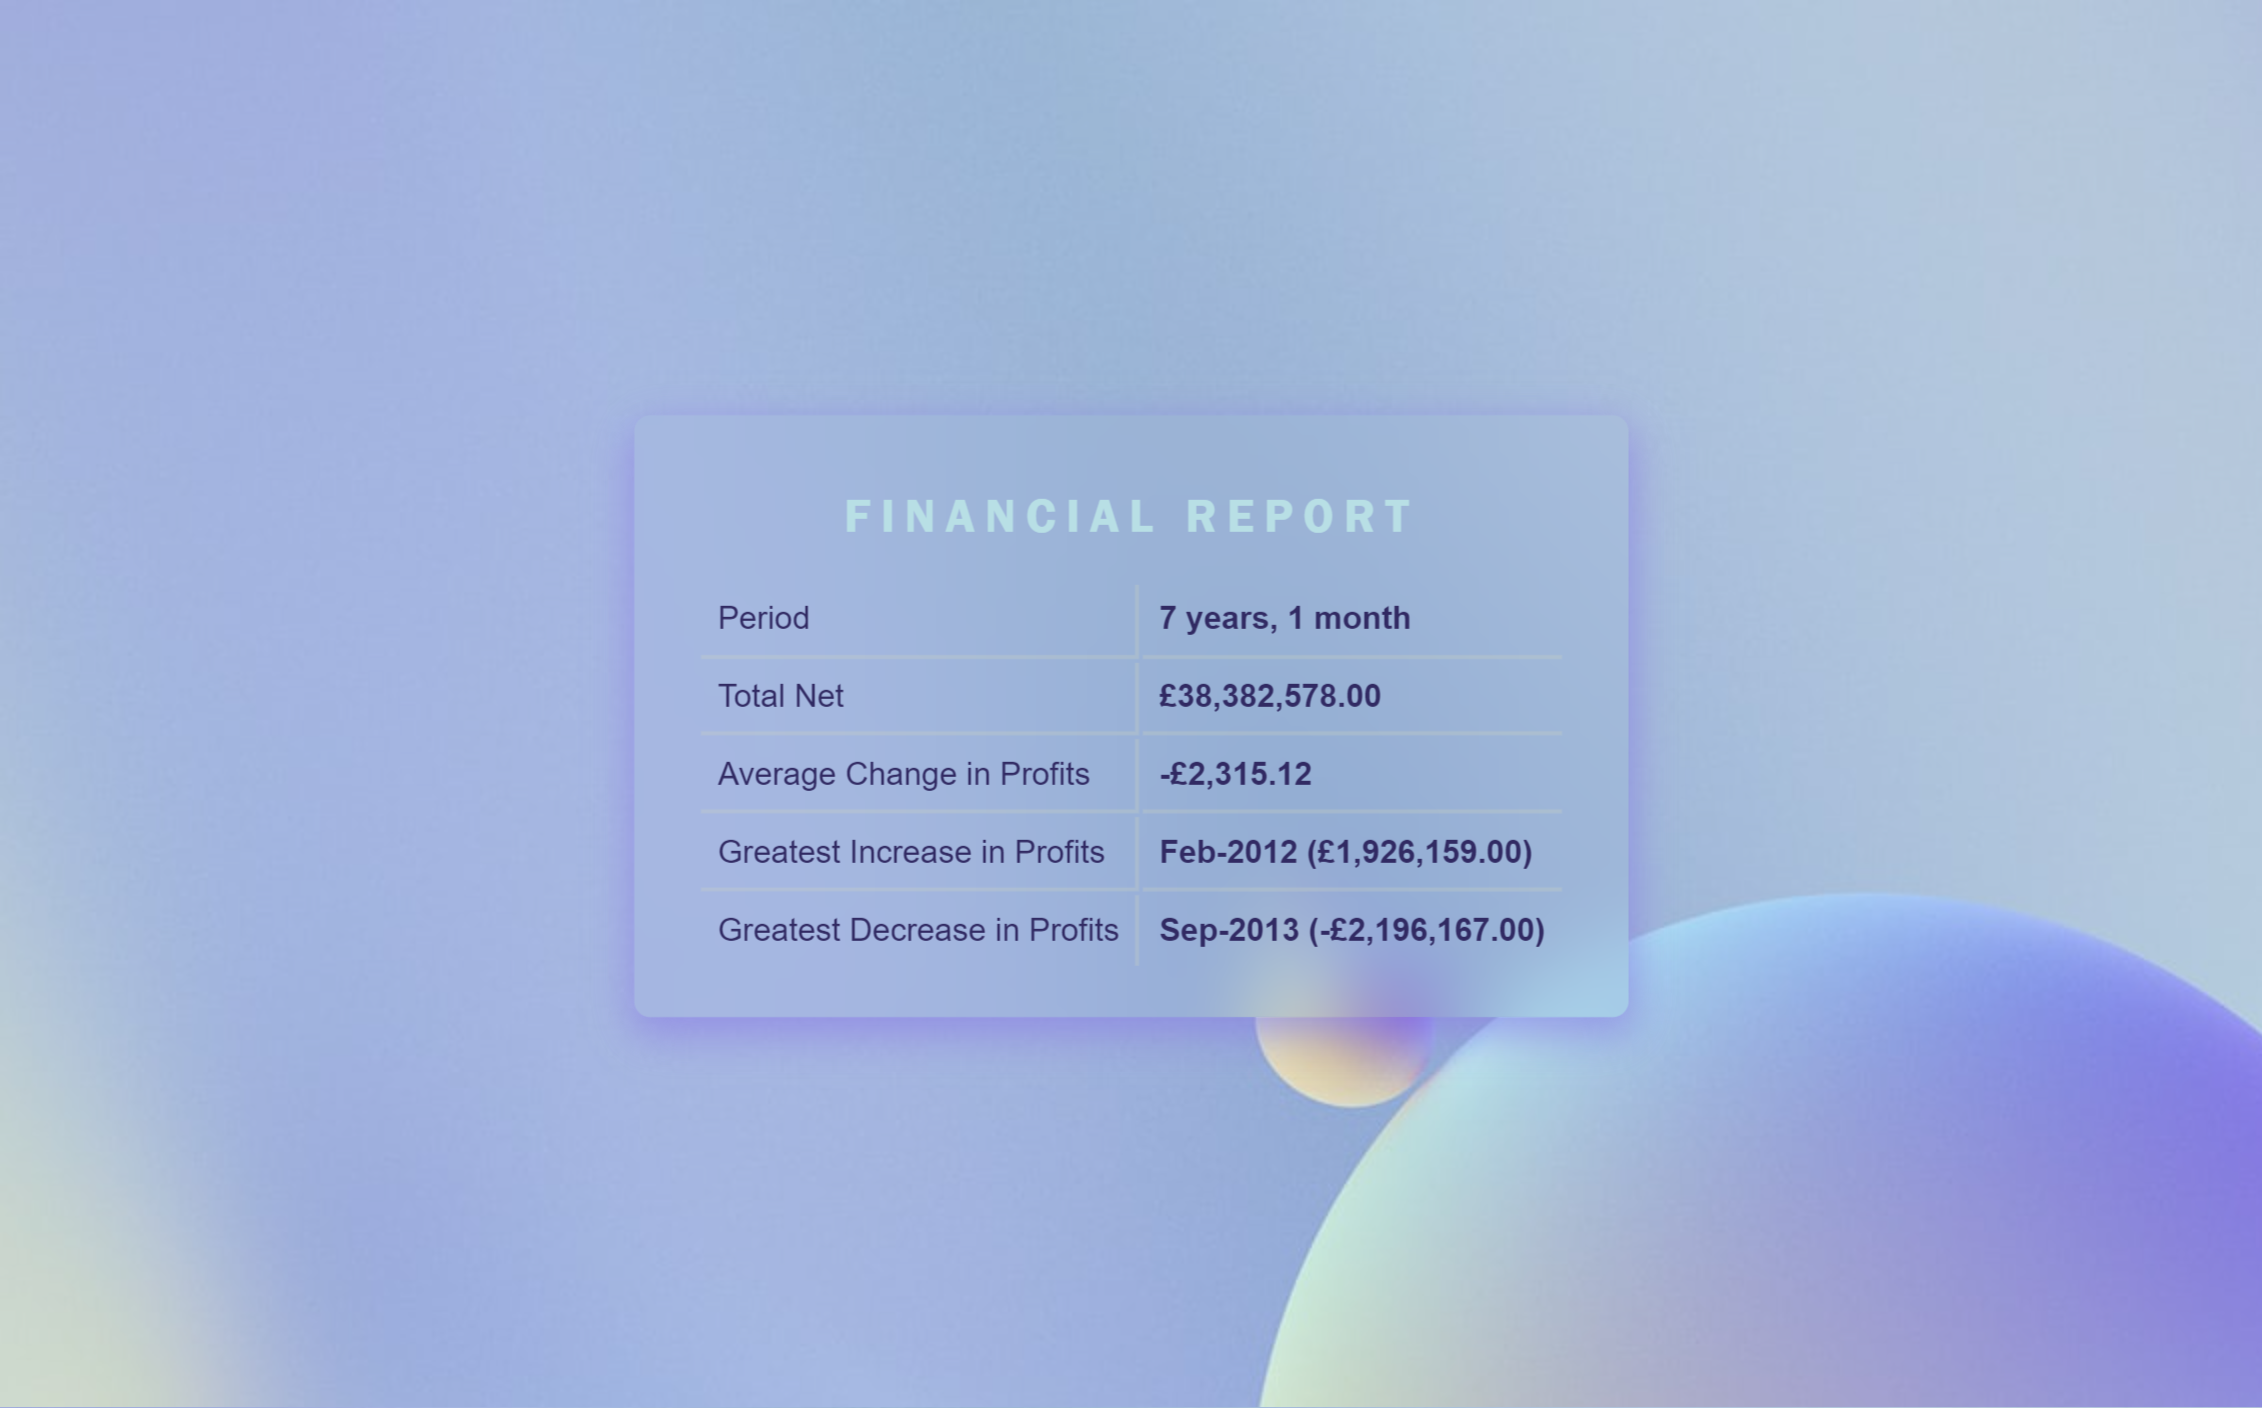 FINANCIAL REPORT
Period 7 years, 1 month
Total Net £38,382,578.00
Average Change in Profits -£2,315.12
Greatest Increase in Profits Feb-2012 (£1,926,159.00)
Greatest Decrease in Profits Sep-2013 (-£2,196,167.00)